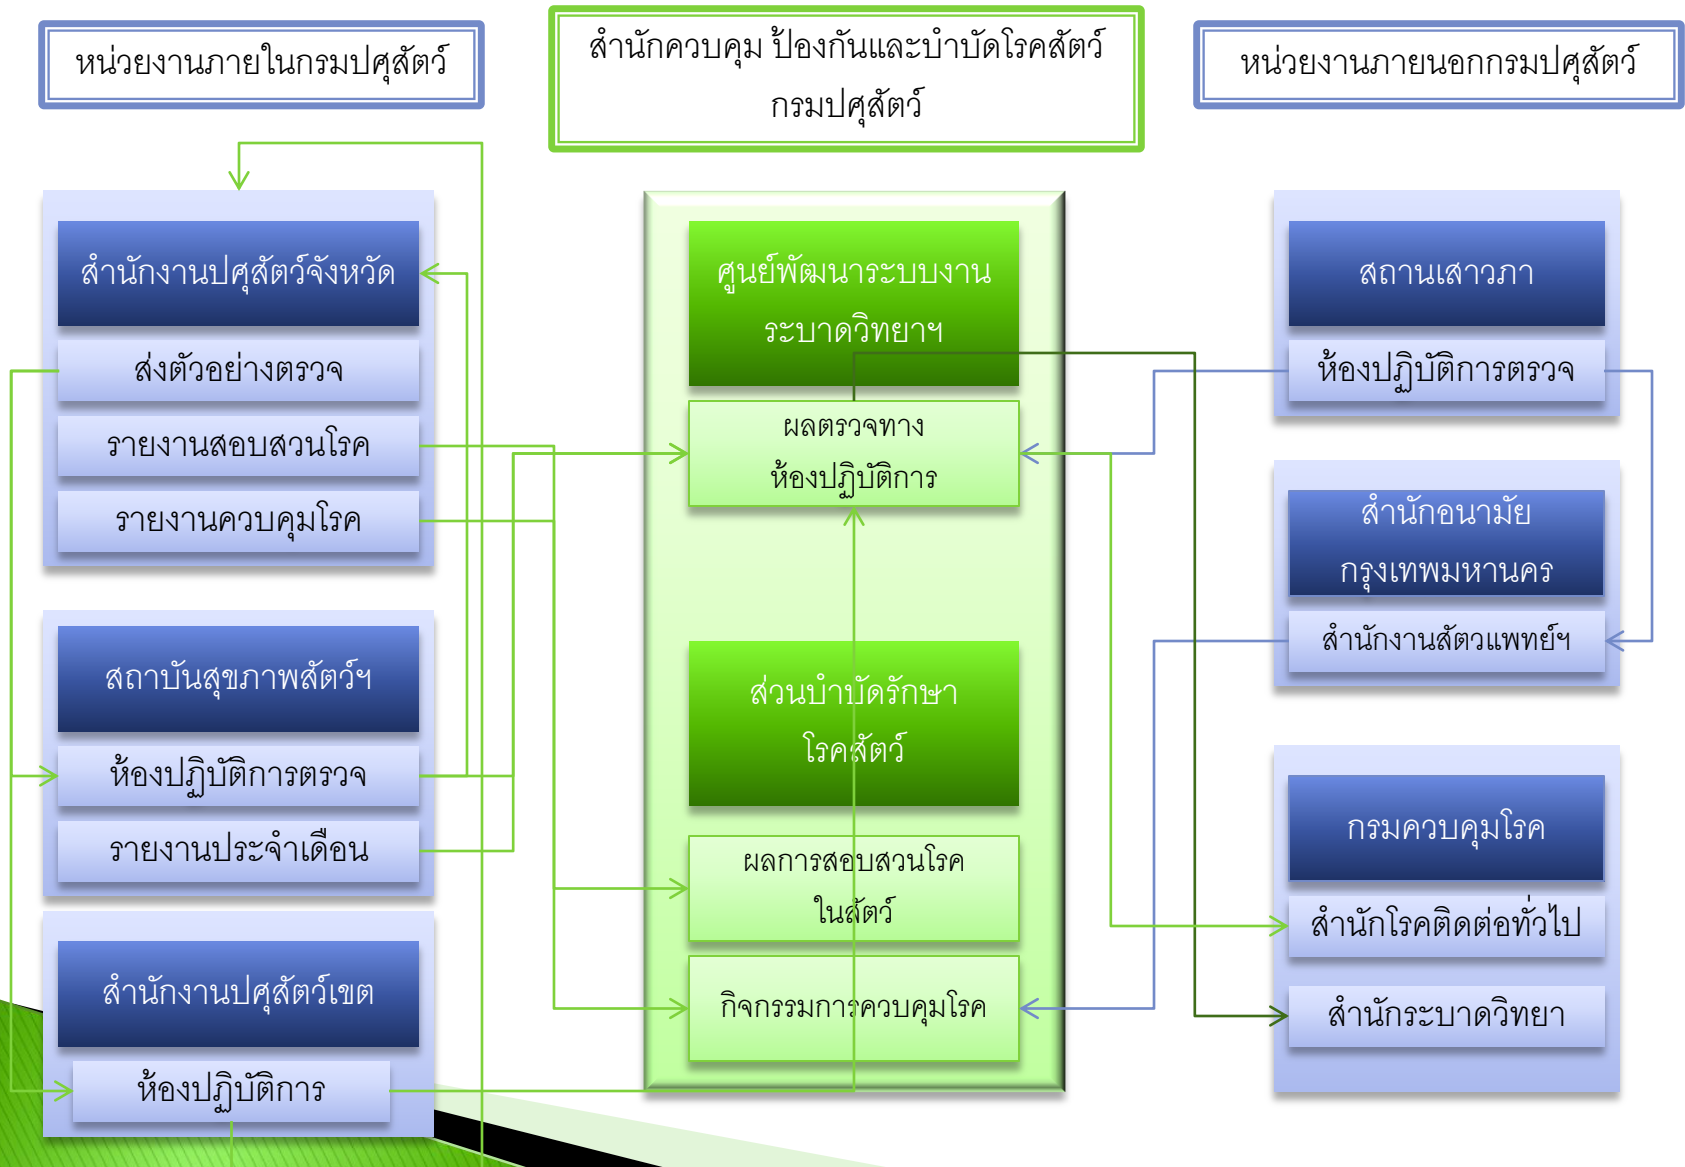 หน่วยงานภายในกรมปศุสัตว์
สำนักควบคุม ป้องกันและบำบัดโรคสัตว์
กรมปศุสัตว์
หน่วยงานภายนอกกรมปศุสัตว์
สำนักงานปศุสัตว์จังหวัด
ส่งตัวอย่างตรวจ
รายงานสอบสวนโรค
รายงานควบคุมโรค
สถาบันสุขภาพสัตว์ฯ
ห้องปฏิบัติการตรวจ
รายงานประจำเดือน
สำนักงานปศุสัตว์เขต
ห้องปฏิบัติการ
ศูนย์พัฒนาระบบงาน
ระบาดวิทยาฯ
ผลตรวจทาง
ห้องปฏิบัติการ
ส่วนบำบัดรักษา
โรคสัตว์
ผลการสอบสวนโรค
ในสัตว์
กิจกรรมการควบคุมโรค
สถานเสาวภา
ห้องปฏิบัติการตรวจ
สำนักอนามัย
กรุงเทพมหานคร
สำนักงานสัตวแพทย์ฯ
กรมควบคุมโรค
สำนักโรคติดต่อทั่วไป
สำนักระบาดวิทยา